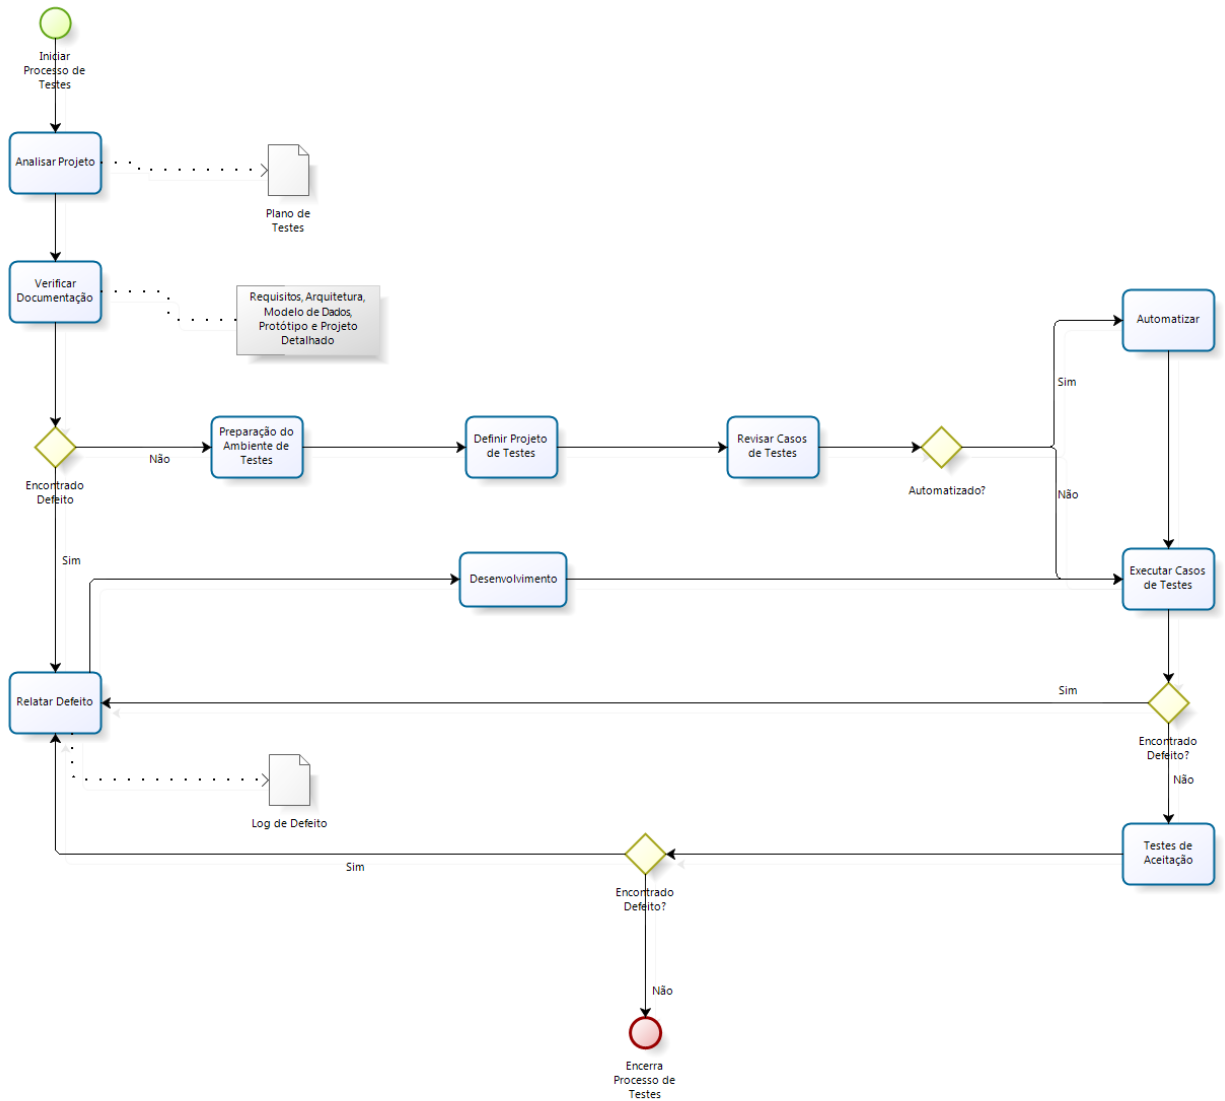 Iniciar
Processo de
Testes
Analisar Projeto
Plano de
Testes
Verificar
Documentação
Requisitos, Arquitetura,
Modelo de Dados,
Protótipo e Projeto
Detalhado
Automatizar
Sim
Preparação do
Ambiente de
Testes
Definir Projeto
de Testes
Revisar Casos
de Testes
Não
Encontrado
Defeito
Automatizado?
Não
Sim
Desenvolvimento
Executar Casos
de Testes
Relatar Defeito
Sim
Encontrado
Defeito?
Não
Log de Defeito
Testes de
Aceitação
Sim
Encontrado
Defeito?
Não
Encerra
Processo de
Testes